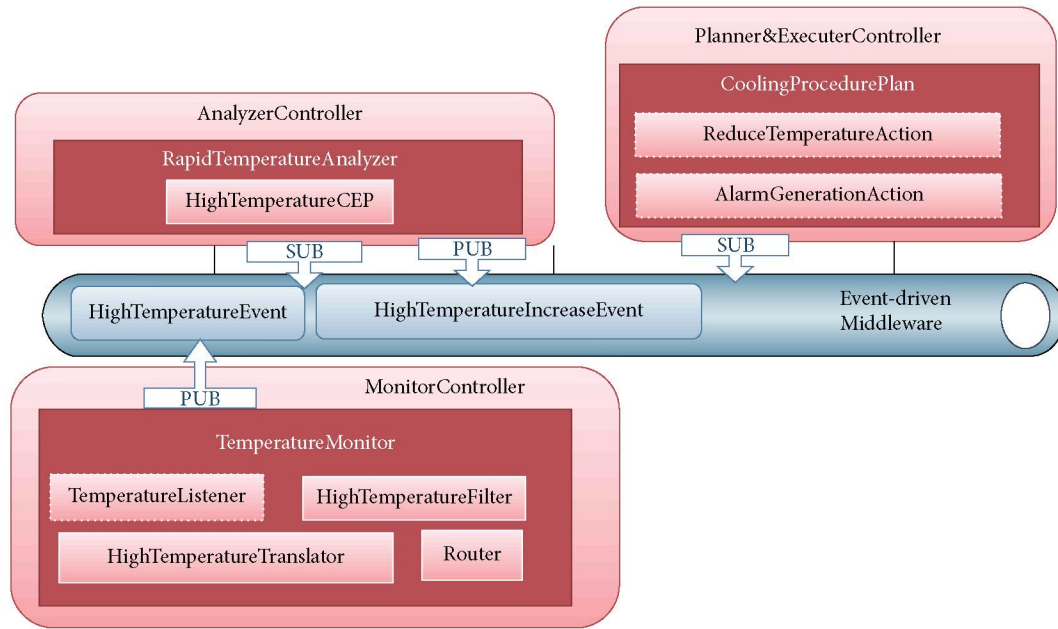 Planner&ExecuterController
CoolingProcedurePlan
ReduceTemperatureAction
AlarmGenerationAction
AnalyzerController
RapidTemperatureAnalyzer
HighTemperatureCEP
SUB
PUB
SUB
HighTemperatureEvent
HighTemperatureIncreaseEvent
Event-driven
Middleware
PUB
MonitorController
TemperatureMonitor
TemperatureListener
HighTemperatureFilter
HighTemperatureTranslator
Router